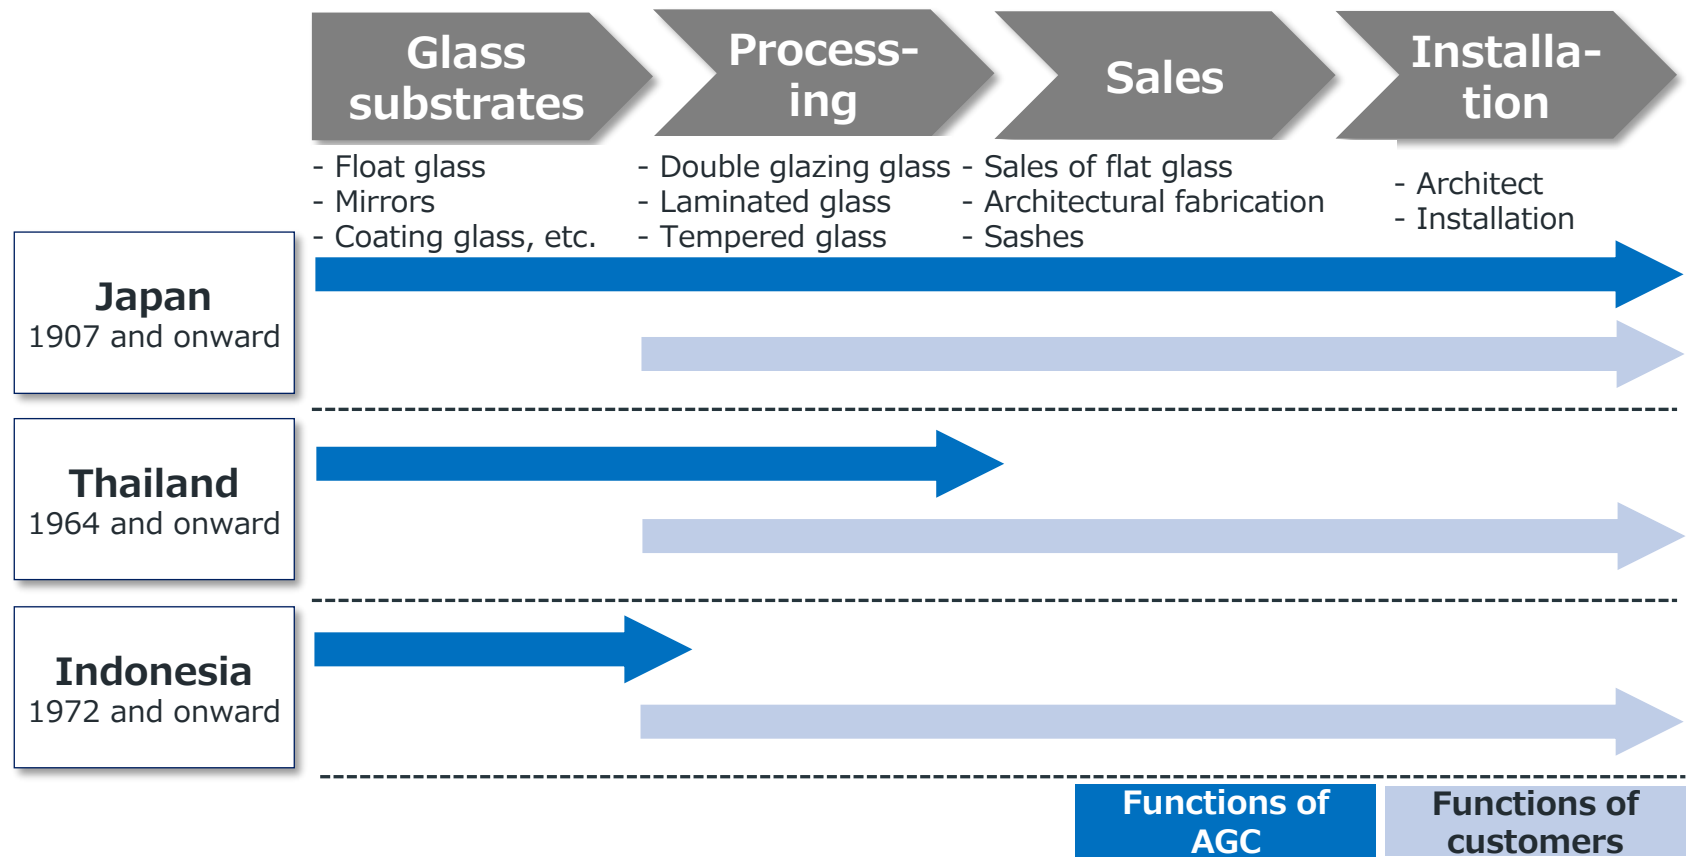 Glass
substrates
Process-
ing
Sales
Installa-
tion
- Float glass
- Mirrors
- Coating glass, etc.
- Double glazing glass
- Laminated glass
- Tempered glass
- Sales of flat glass
- Architectural fabrication
- Sashes
- Architect
- Installation
Japan
1907 and onward
Thailand
1964 and onward
Indonesia
1972 and onward
Functions of
AGC
Functions of
customers